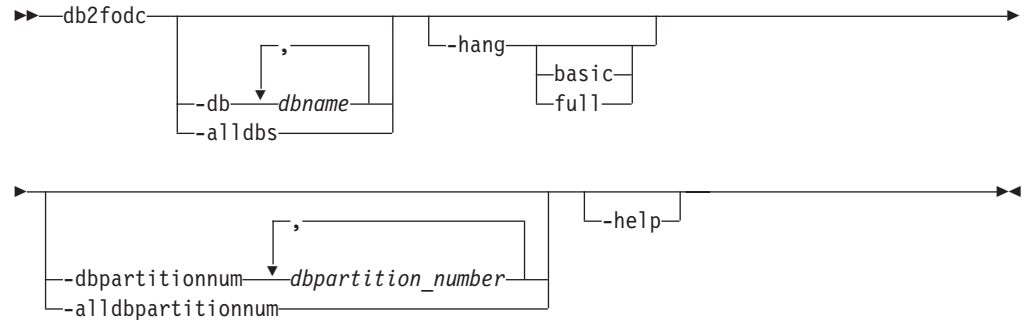 db2fodc
,
-db dbname
-alldbs
-hang
basic
full
,
-dbpartitionnum dbpartition_number
-alldbpartitionnum
-help